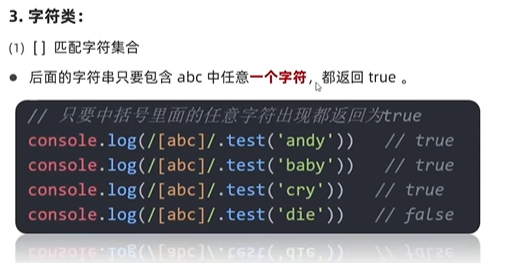 3. 字符类：
(1) [ ] 匹配字符集合
● 后面的字符串只要包含 abc 中任意一个字符，都返回 true 。
// 只要中括号里面的任意字符出现都返回为true
console.log(/[abc]/.test('andy')) // true
console.log(/[abc]/.test('baby')) // true
console.log(/[abc]/.test('cry')) // true
console.log(/[abc]/.test('die')) // false